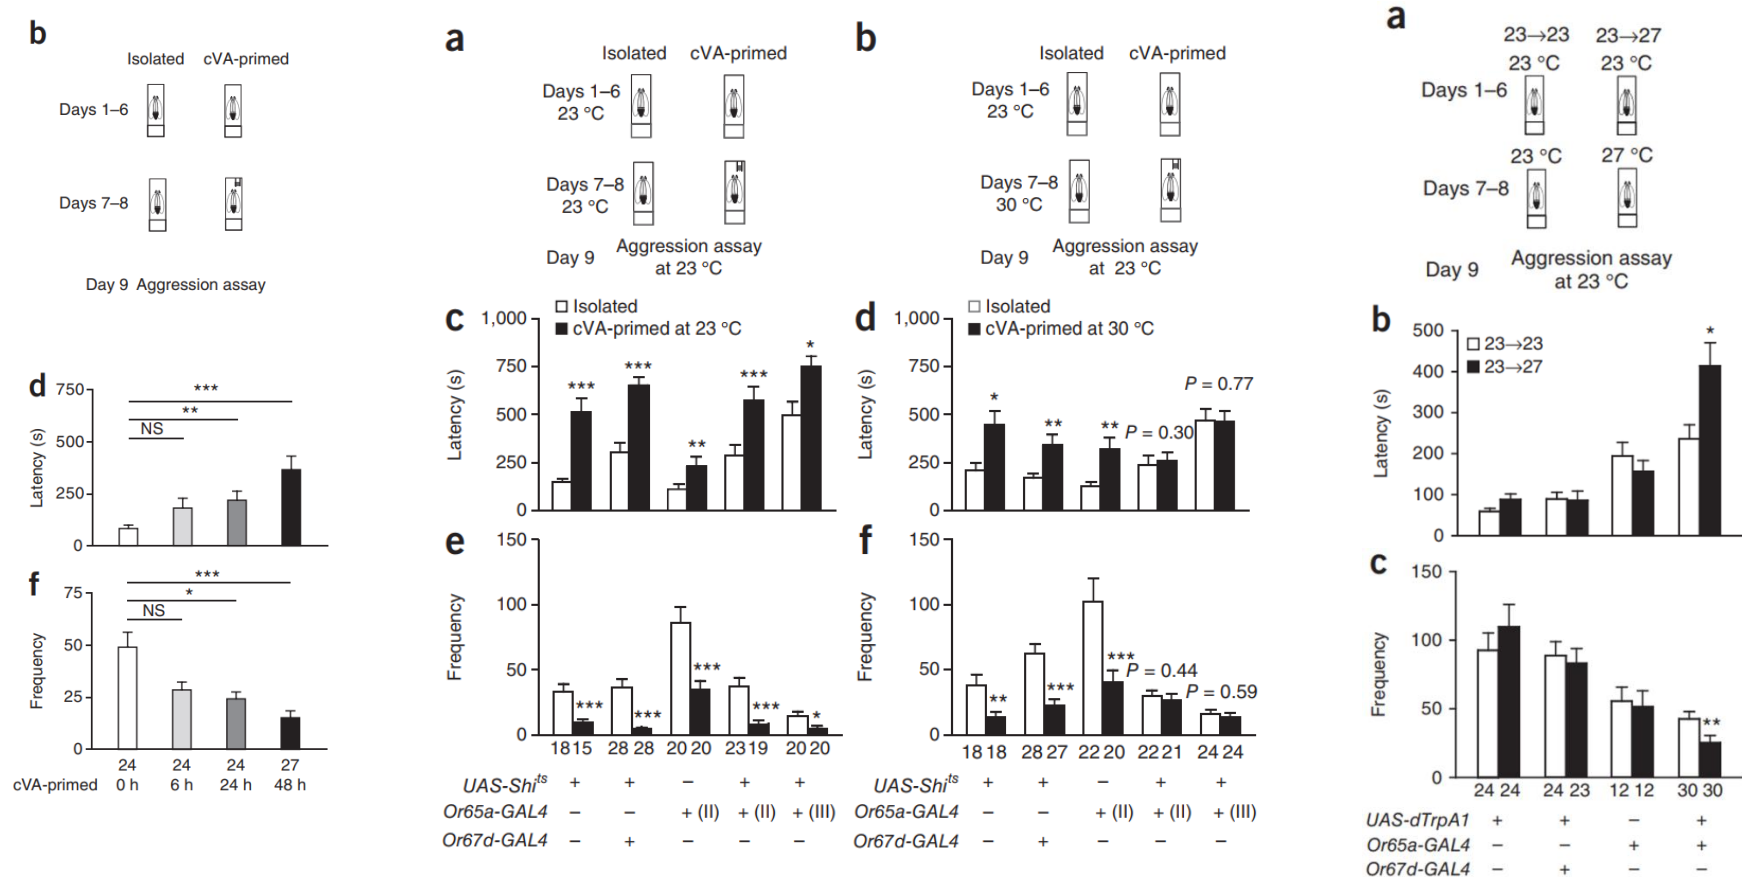 b
Isolated cVA-primed
Days 1–6
Days 7–8
Day 9 Aggression assay
d
750
500
250
0
Latency (s)
***
**
NS
f
75
50
25
0
Frequency
***
*
NS
24 24 24 27
cVA-primed 0 h 6 h 24 h 48 h
a
Isolated cVA-primed
Days 1–6
23 °C
Days 7–8
23 °C
Day 9
Aggression assay
at 23 °C
c
Isolated
cVA-primed at 23 °C
1,000
750
500
250
0
Latency (s)
*** *** ** *** *
e
150
100
50
0
Frequency
*** *** *** *** *
18 15 28 28 20 20 23 19 20 20
UAS-Shits + + – + +
Or65a-GAL4 – – + (II) + (II) + (III)
Or67d-GAL4 – + – – –
b
Isolated cVA-primed
Days 1–6
23 °C
Days 7–8
30 °C
Day 9
Aggression assay
at 23 °C
d
Isolated
cVA-primed at 30 °C
1,000
750
500
250
0
Latency (s)
* ** ** P = 0.30 P = 0.77
f
150
100
50
0
Frequency
** *** *** P = 0.44 P = 0.59
18 18 28 27 22 20 22 21 24 24
UAS-Shits + + – + +
Or65a-GAL4 – – + (II) + (II) + (III)
Or67d-GAL4 – + – – –
a
23→23 23→27
23 °C 23 °C
Days 1–6
23 °C 27 °C
Days 7–8
Day 9
Aggression assay
at 23 °C
b
23→23
23→27
500
400
300
200
100
0
Latency (s)
*
c
150
100
50
0
Frequency
**
24 24 24 23 12 12 30 30
UAS-dTrpA1 + + – +
Or65a-GAL4 – – + +
Or67d-GAL4 – + – –